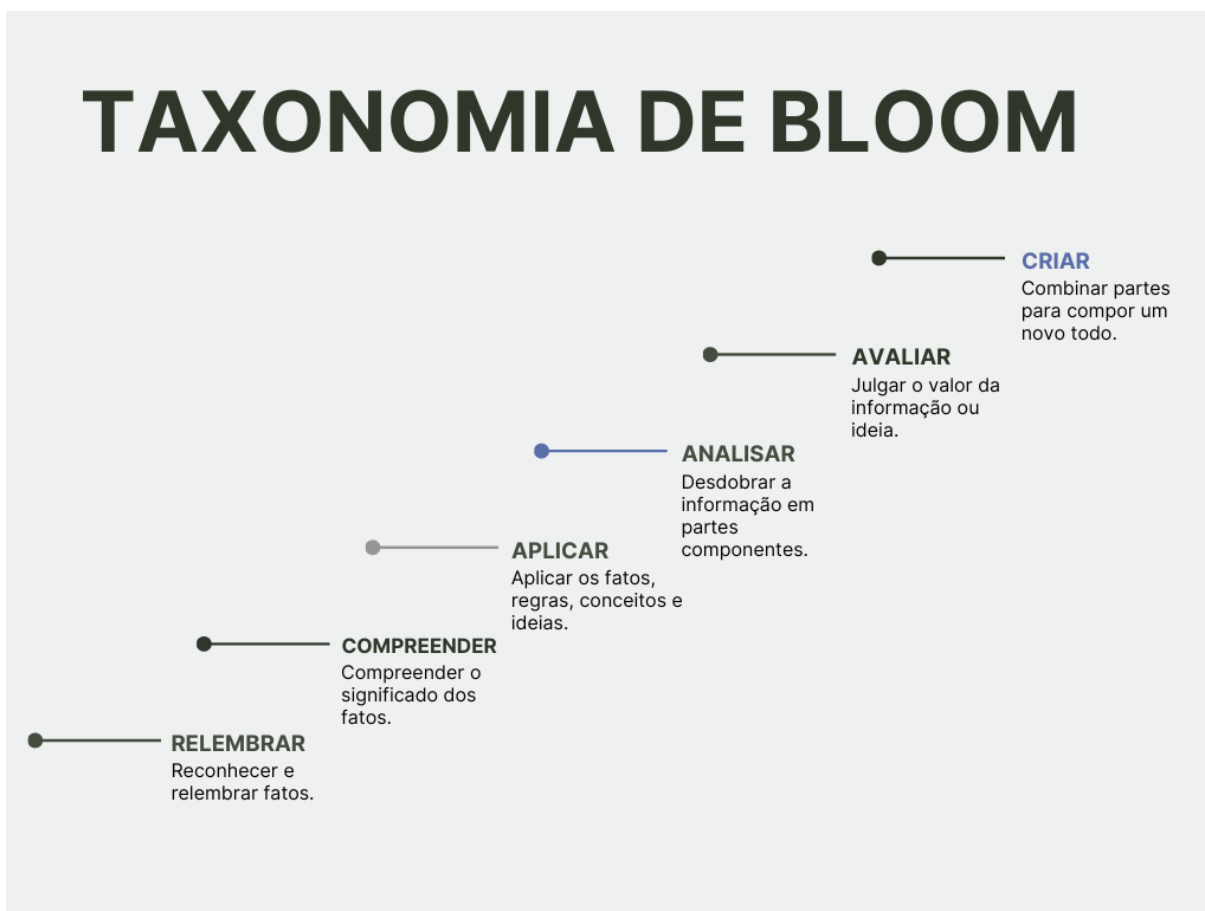 TAXONOMIA DE BLOOM
CRIAR
Combinar partes
para compor um
novo todo.
AVALIAR
Julgar o valor da
informação ou
ideia.
ANALISAR
Desdobrar a
informação em
partes
componentes.
APLICAR
Aplicar os fatos,
regras, conceitos e
ideias.
COMPREENDER
Compreender o
significado dos
fatos.
RELEMBRAR
Reconhecer e
relembrar fatos.